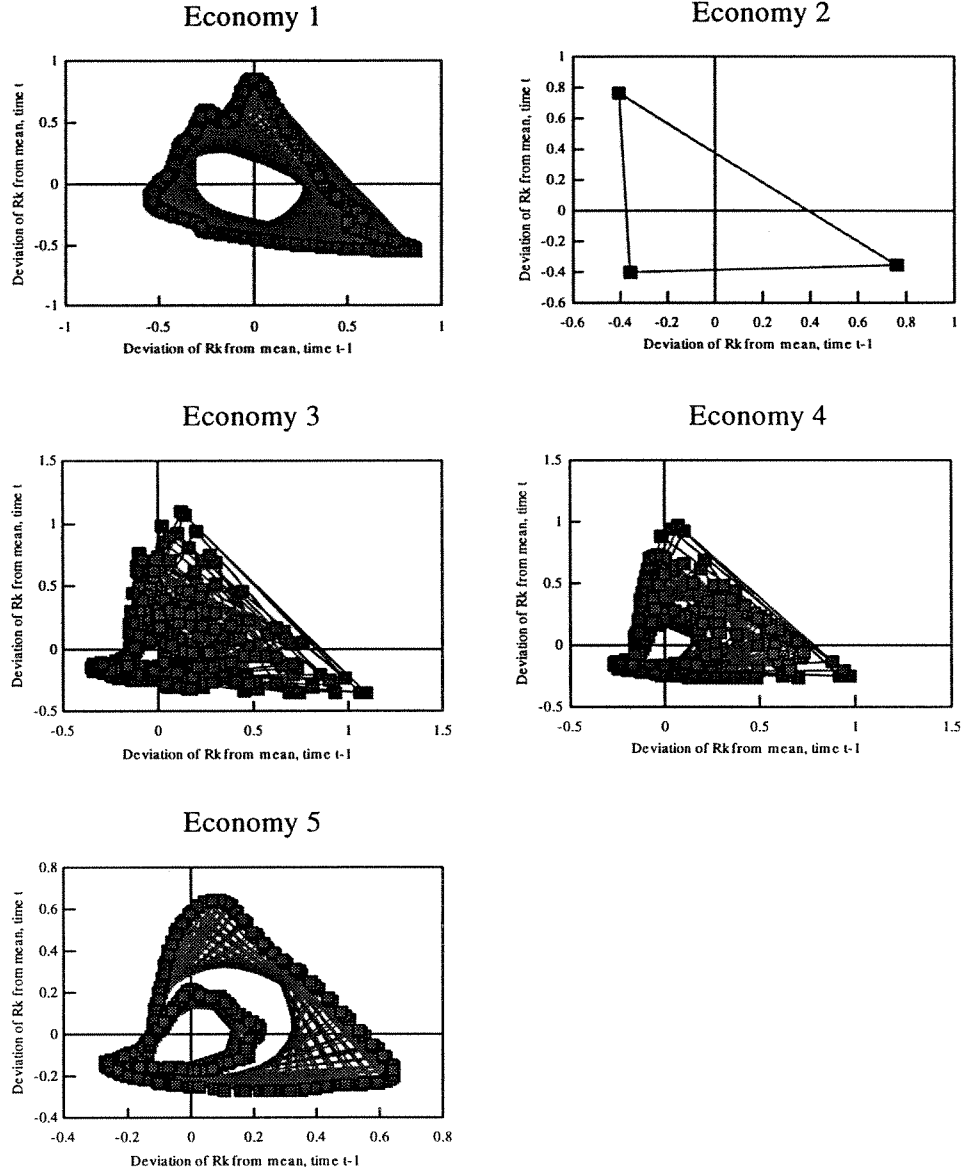 Economy 1
Deviation of Rk from mean, time t
1
0.5
0
-0.5
-1
-1 -0.5 0 0.5 1
Deviation of Rk from mean, time t-1
Economy 2
Deviation of Rk from mean, time t
1
0.8
0.6
0.4
0.2
0
-0.2
-0.4
-0.6
-0.6 -0.4 -0.2 0 0.2 0.4 0.6 0.8 1
Deviation of Rk from mean, time t-1
Economy 3
Deviation of Rk from mean, time t
1.5
1
0.5
0
-0.5
-0.5 0 0.5 1 1.5
Deviation of Rk from mean, time t-1
Economy 4
Deviation of Rk from mean, time t
1.5
1
0.5
0
-0.5
-0.5 0 0.5 1 1.5
Deviation of Rk from mean, time t-1
Economy 5
Deviation of Rk from mean, time t
0.8
0.6
0.4
0.2
0
-0.2
-0.4
-0.4 -0.2 0 0.2 0.4 0.6 0.8
Deviation of Rk from mean, time t-1